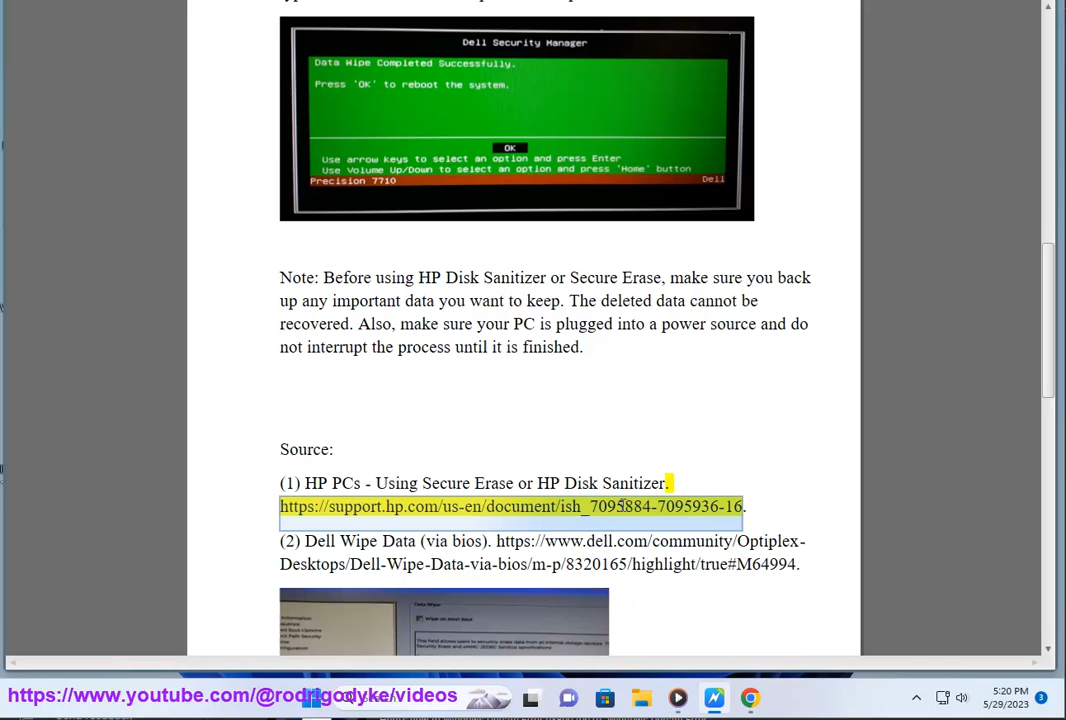 Dell Security Manager
Data Wipe Completed Successfully.
Press 'OK' to reboot the system.
OK
Use arrow keys to select an option and press Enter
Use Volume Up/Down to select an option and press 'Home' button
Precision 7710
Dell
Note: Before using HP Disk Sanitizer or Secure Erase, make sure you back
up any important data you want to keep. The deleted data cannot be
recovered. Also, make sure your PC is plugged into a power source and do
not interrupt the process until it is finished.
Source:
(1) HP PCs - Using Secure Erase or HP Disk Sanitizer.
https://support.hp.com/us-en/document/ish_7095884-7095936-16.
(2) Dell Wipe Data (via bios). https://www.dell.com/community/Optiplex-
Desktops/Dell-Wipe-Data-via-bios/m-p/8320165/highlight/true#M64994.
Data Wipe
Wipe on Next Boot
https://www.youtube.com/@rodrigodyke/videos
5:20 PM
5/29/2023
3